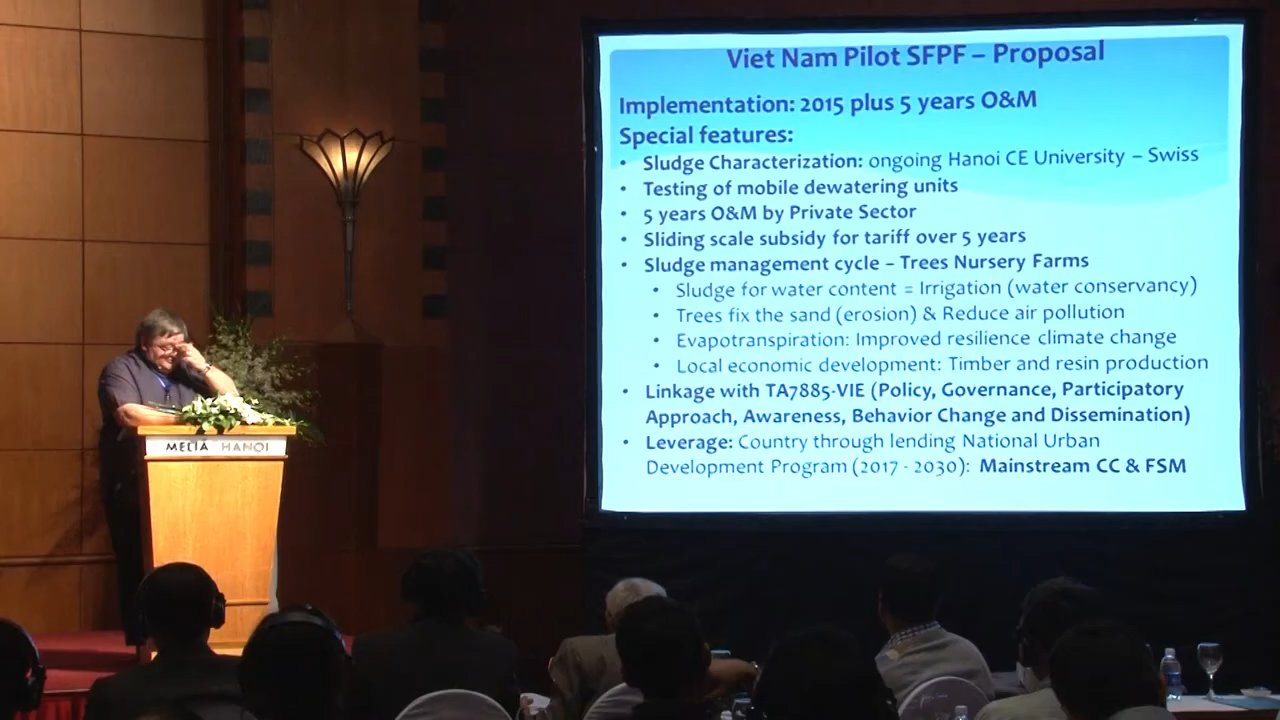 Viet Nam Pilot SFPF – Proposal
Implementation: 2015 plus 5 years O&M
Special features:
• Sludge Characterization: ongoing Hanoi CE University – Swiss
• Testing of mobile dewatering units
• 5 years O&M by Private Sector
• Sliding scale subsidy for tariff over 5 years
• Sludge management cycle – Trees Nursery Farms
• Sludge for water content = Irrigation (water conservancy)
• Trees fix the sand (erosion) & Reduce air pollution
• Evapotranspiration: Improved resilience climate change
• Local economic development: Timber and resin production
• Linkage with TA7885-VIE (Policy, Governance, Participatory
Approach, Awareness, Behavior Change and Dissemination)
• Leverage: Country through lending National Urban
Development Program (2017 - 2030): Mainstream CC & FSM
MELIÃ HANOI